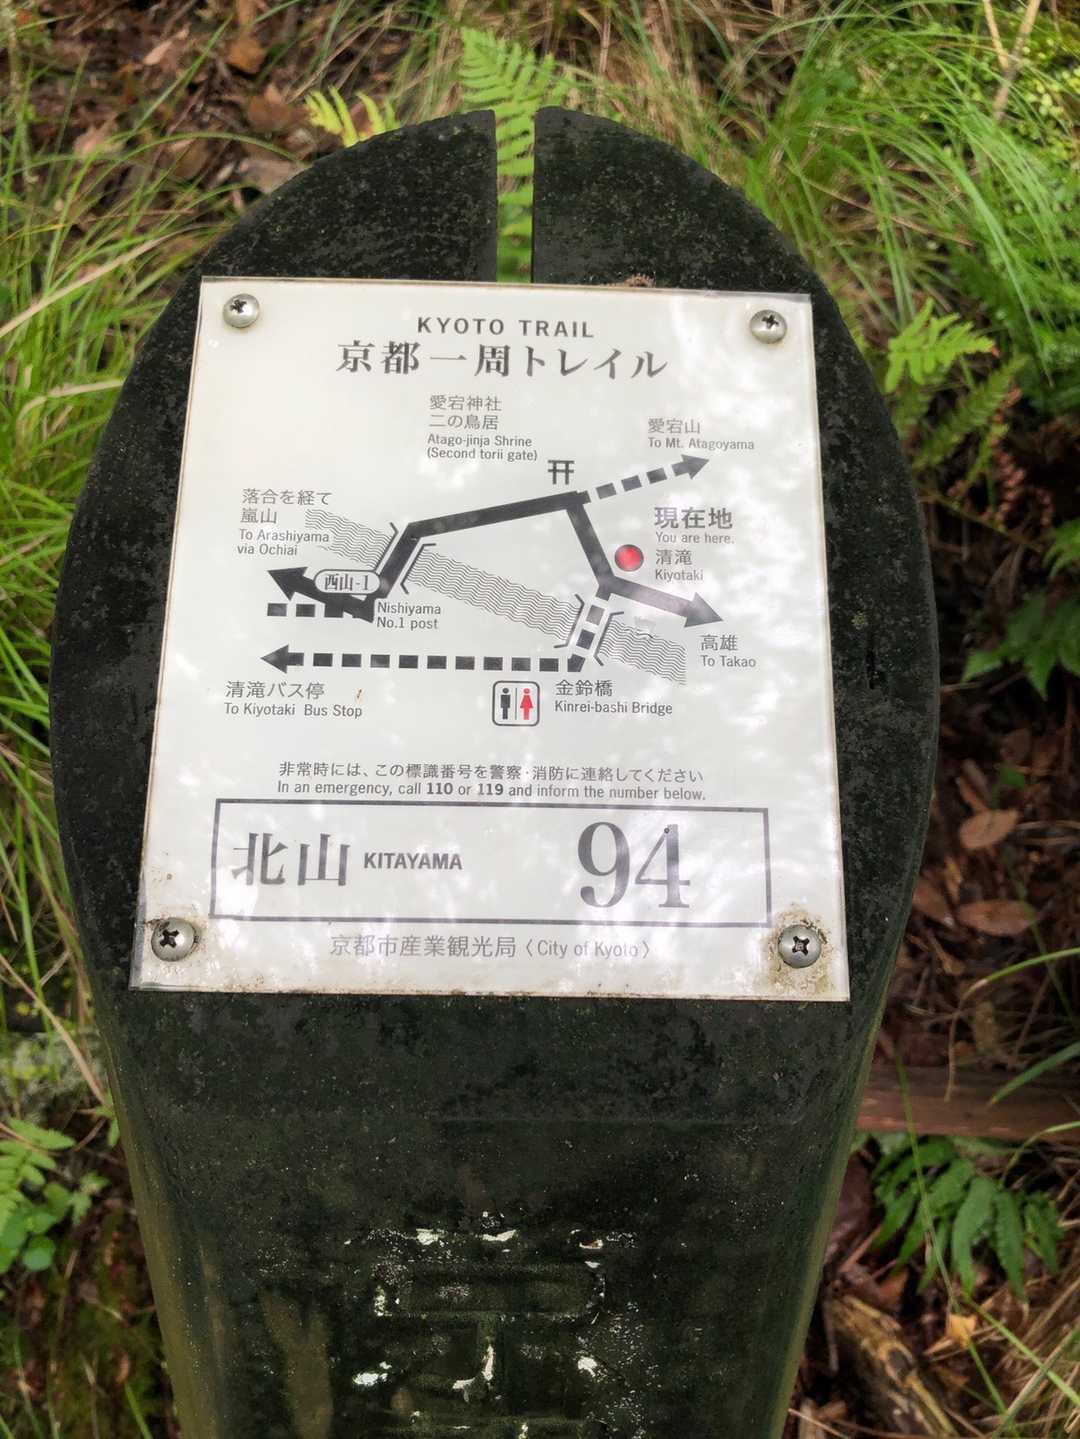 KYOTO TRAIL
京都一周トレイル
愛宕神社
二の鳥居
Atago-jinja Shrine
(Second torii gate)
愛宕山
To Mt. Atagoyama
落合を経て
嵐山
To Arashiyama
via Ochiai
現在地
You are here.
清滝
Kiyotaki
西山-1
Nishiyama
No.1 post
高雄
To Takao
清滝バス停
To Kiyotaki Bus Stop
金鈴橋
Kinrei-bashi Bridge
非常時には、この標識番号を警察・消防に連絡してください
In an emergency, call 110 or 119 and inform the number below.
北山 KITAYAMA 94
京都市産業観光局〈City of Kyoto〉